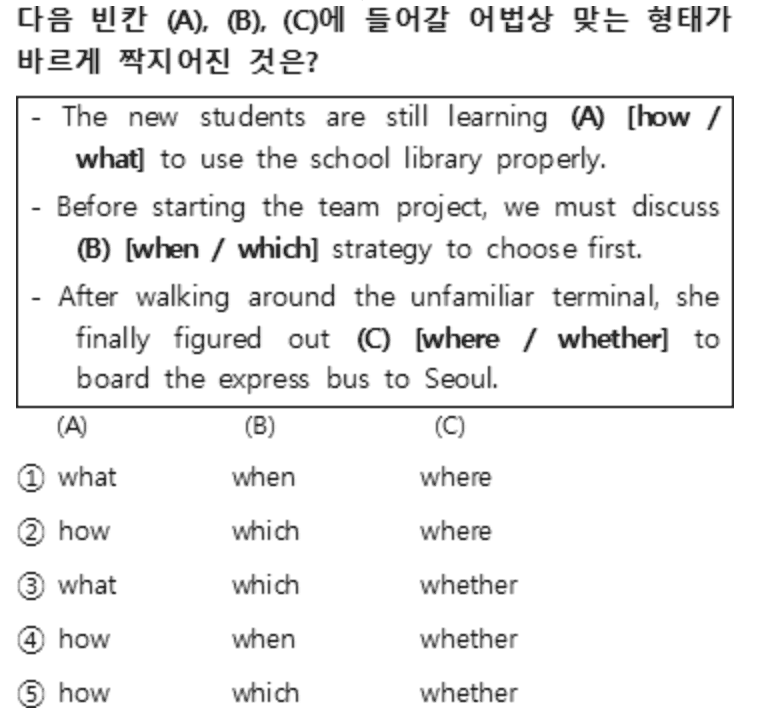 다음 빈칸 (A), (B), (C)에 들어갈 어법상 맞는 형태가
바르게 짝지어진 것은?
- The new students are still learning (A) [how /
what] to use the school library properly.
- Before starting the team project, we must discuss
(B) [when / which] strategy to choose first.
- After walking around the unfamiliar terminal, she
finally figured out (C) [where / whether] to
board the express bus to Seoul.
(A) (B) (C)
① what when where
② how which where
③ what which whether
④ how when whether
⑤ how which whether